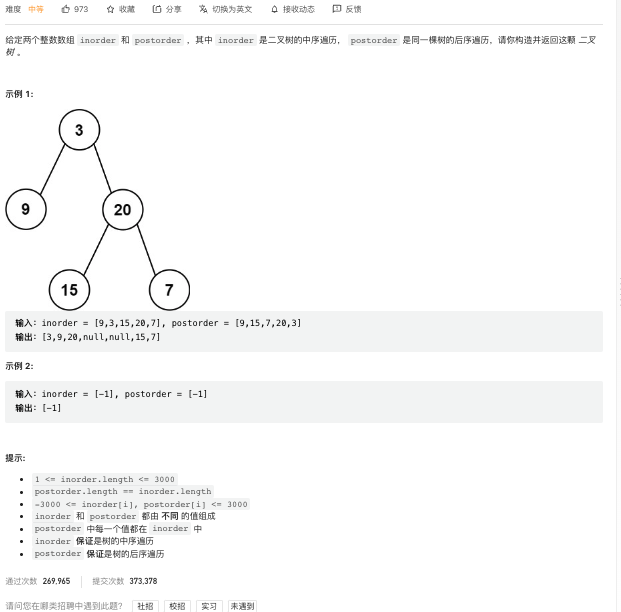 难度 中等 973 收藏 分享 切换为英文 接收动态 反馈
给定两个整数数组 inorder 和 postorder ，其中 inorder 是二叉树的中序遍历， postorder 是同一棵树的后序遍历，请你构造并返回这颗 二叉
树 。
示例 1:
3
9
20
15
7
输入：inorder = [9,3,15,20,7], postorder = [9,15,7,20,3]
输出：[3,9,20,null,null,15,7]
示例 2:
输入：inorder = [-1], postorder = [-1]
输出：[-1]
提示:
1 <= inorder.length <= 3000
postorder.length == inorder.length
-3000 <= inorder[i], postorder[i] <= 3000
inorder 和 postorder 都由 不同 的值组成
postorder 中每一个值都在 inorder 中
inorder 保证是树的中序遍历
postorder 保证是树的后序遍历
通过次数 269,965 提交次数 373,378
请问您在哪类招聘中遇到此题？ 社招 校招 实习 未遇到